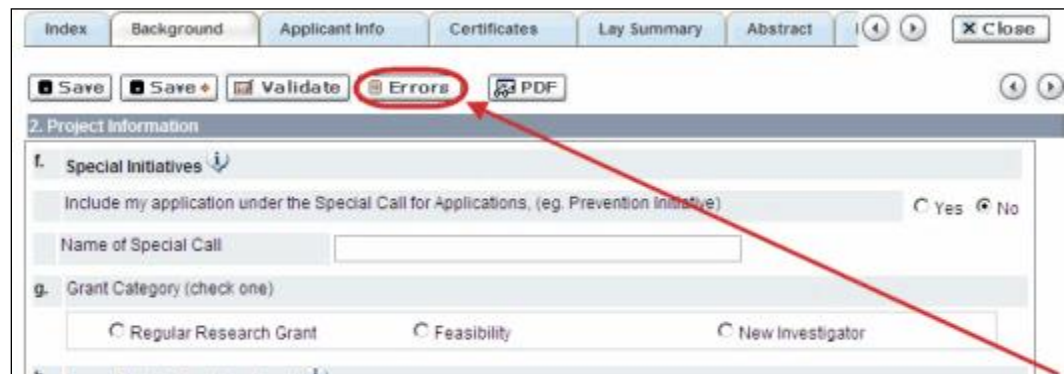 Index Background Applicant Info Certificates Lay Summary Abstract Close
Save Save Validate Errors PDF
2. Project Information
f. Special Initiatives
Include my application under the Special Call for Applications, (eg. Prevention Initiative) Yes No
Name of Special Call
g. Grant Category (check one)
Regular Research Grant Feasibility New Investigator